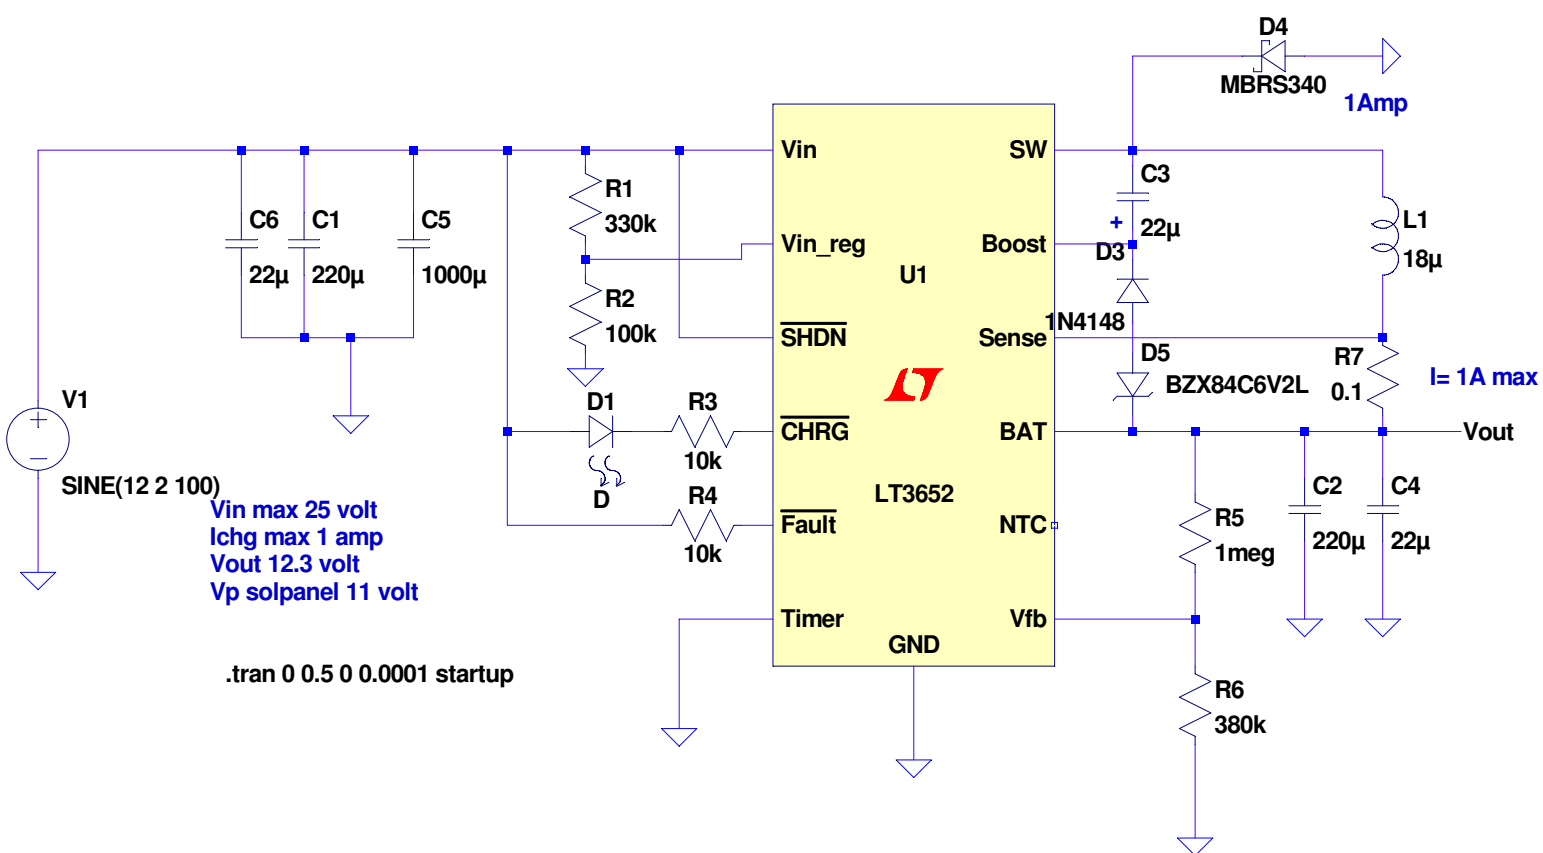 D4
MBRS340
1Amp
Vin
SW
C3
+
22µ
R1
330k
C6
22µ
C1
220µ
C5
1000µ
L1
18µ
Vin_reg
Boost
D3
U1
R2
100k
SHDN
1N4148
Sense
D5
BZX84C6V2L
R7
0.1
I= 1A max
V1
SINE(12 2 100)
D1
D
R3
10k
CHRG
BAT
Vout
LT3652
R4
10k
Fault
NTC
R5
1meg
C2
220µ
C4
22µ
Vin max 25 volt
Ichg max 1 amp
Vout 12.3 volt
Vp solpanel 11 volt
Timer
Vfb
GND
.tran 0 0.5 0 0.0001 startup
R6
380k